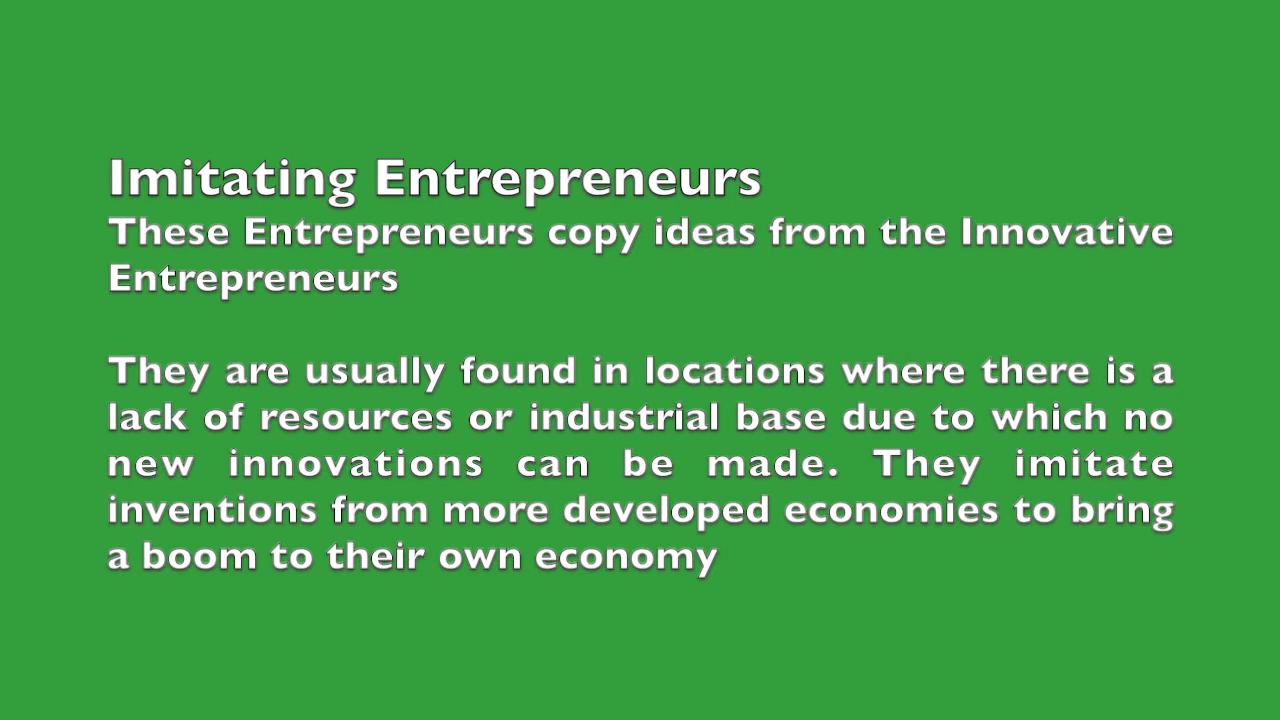 Imitating Entrepreneurs
These Entrepreneurs copy ideas from the Innovative
Entrepreneurs
They are usually found in locations where there is a
lack of resources or industrial base due to which no
new innovations can be made. They imitate
inventions from more developed economies to bring
a boom to their own economy